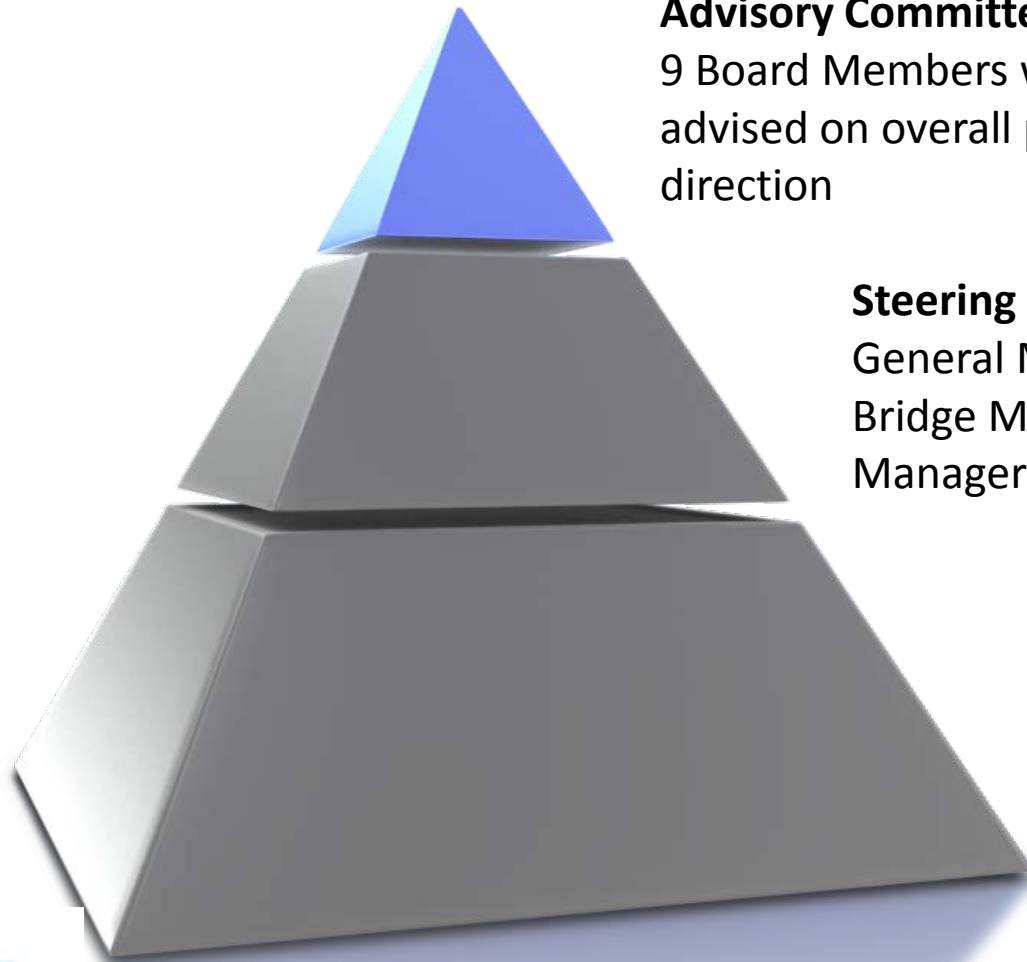 Advisory Committe
9 Board Members
advised on overall
direction
Steering
General
Bridge
Manager